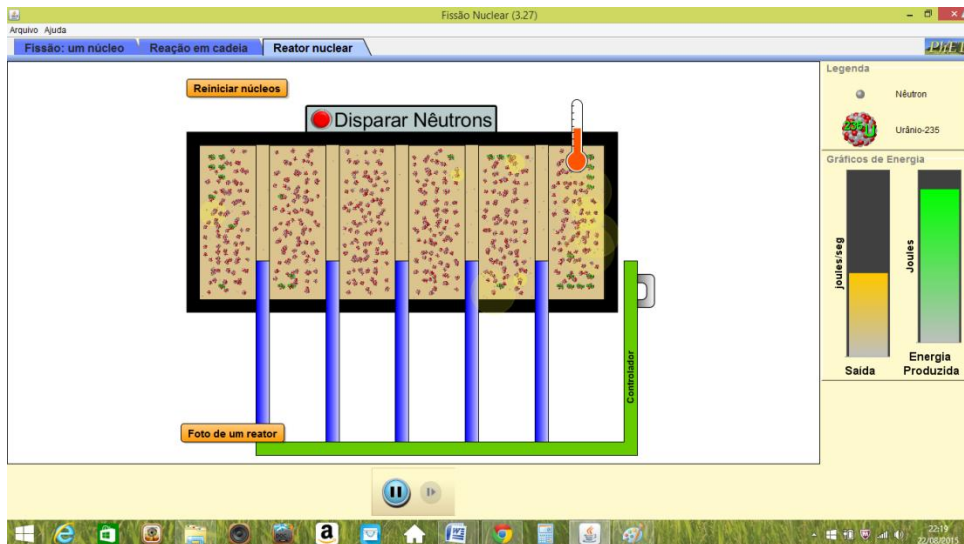 Fissão Nuclear (3.27)
Arquivo Ajuda
Fissão: um núcleo Reação em cadeia Reator nuclear
PhET
Reiniciar núcleos
Disparar Nêutrons
Controlador
Foto de um reator
Legenda
Nêutron
235 U
Urânio-235
Gráficos de Energia
joules/seg
Joules
Saída
Energia
Produzida
22:19
22/08/2015